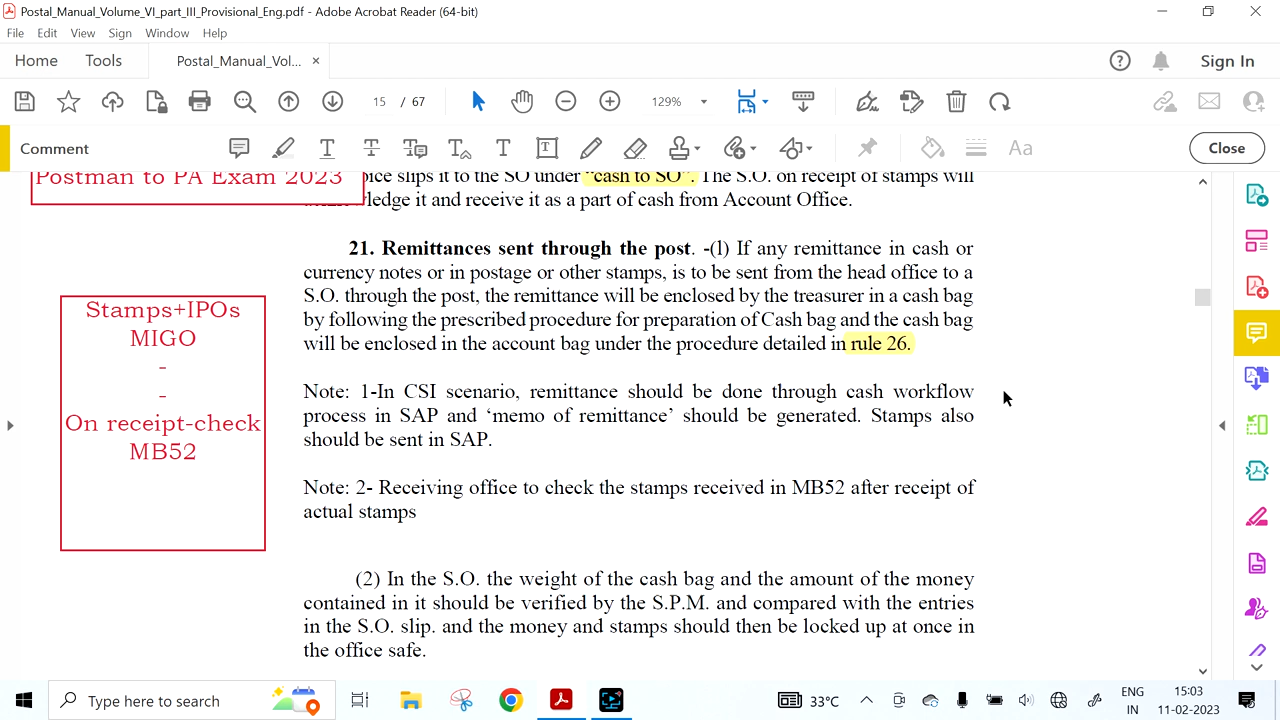 Postal_Manual_Volume_VI_part_III_Provisional_Eng.pdf - Adobe Acrobat Reader (64-bit)
File Edit View Sign Window Help
Home Tools Postal_Manual_Vol... × Sign In
15 / 67 129%
Comment Aa Close
Postman to PA Exam 2023
slips it to the SO under “cash to SO”. The S.O. on receipt of stamps will
it and receive it as a part of cash from Account Office.
21. Remittances sent through the post. -(l) If any remittance in cash or
currency notes or in postage or other stamps, is to be sent from the head office to a
S.O. through the post, the remittance will be enclosed by the treasurer in a cash bag
by following the prescribed procedure for preparation of Cash bag and the cash bag
will be enclosed in the account bag under the procedure detailed in rule 26.
Stamps+IPOs
MIGO
-
-
On receipt-check
MB52
Note: 1-In CSI scenario, remittance should be done through cash workflow
process in SAP and ‘memo of remittance’ should be generated. Stamps also
should be sent in SAP.
Note: 2- Receiving office to check the stamps received in MB52 after receipt of
actual stamps
(2) In the S.O. the weight of the cash bag and the amount of the money
contained in it should be verified by the S.P.M. and compared with the entries
in the S.O. slip. and the money and stamps should then be locked up at once in
the office safe.
Type here to search
33°C
ENG
IN
15:03
11-02-2023